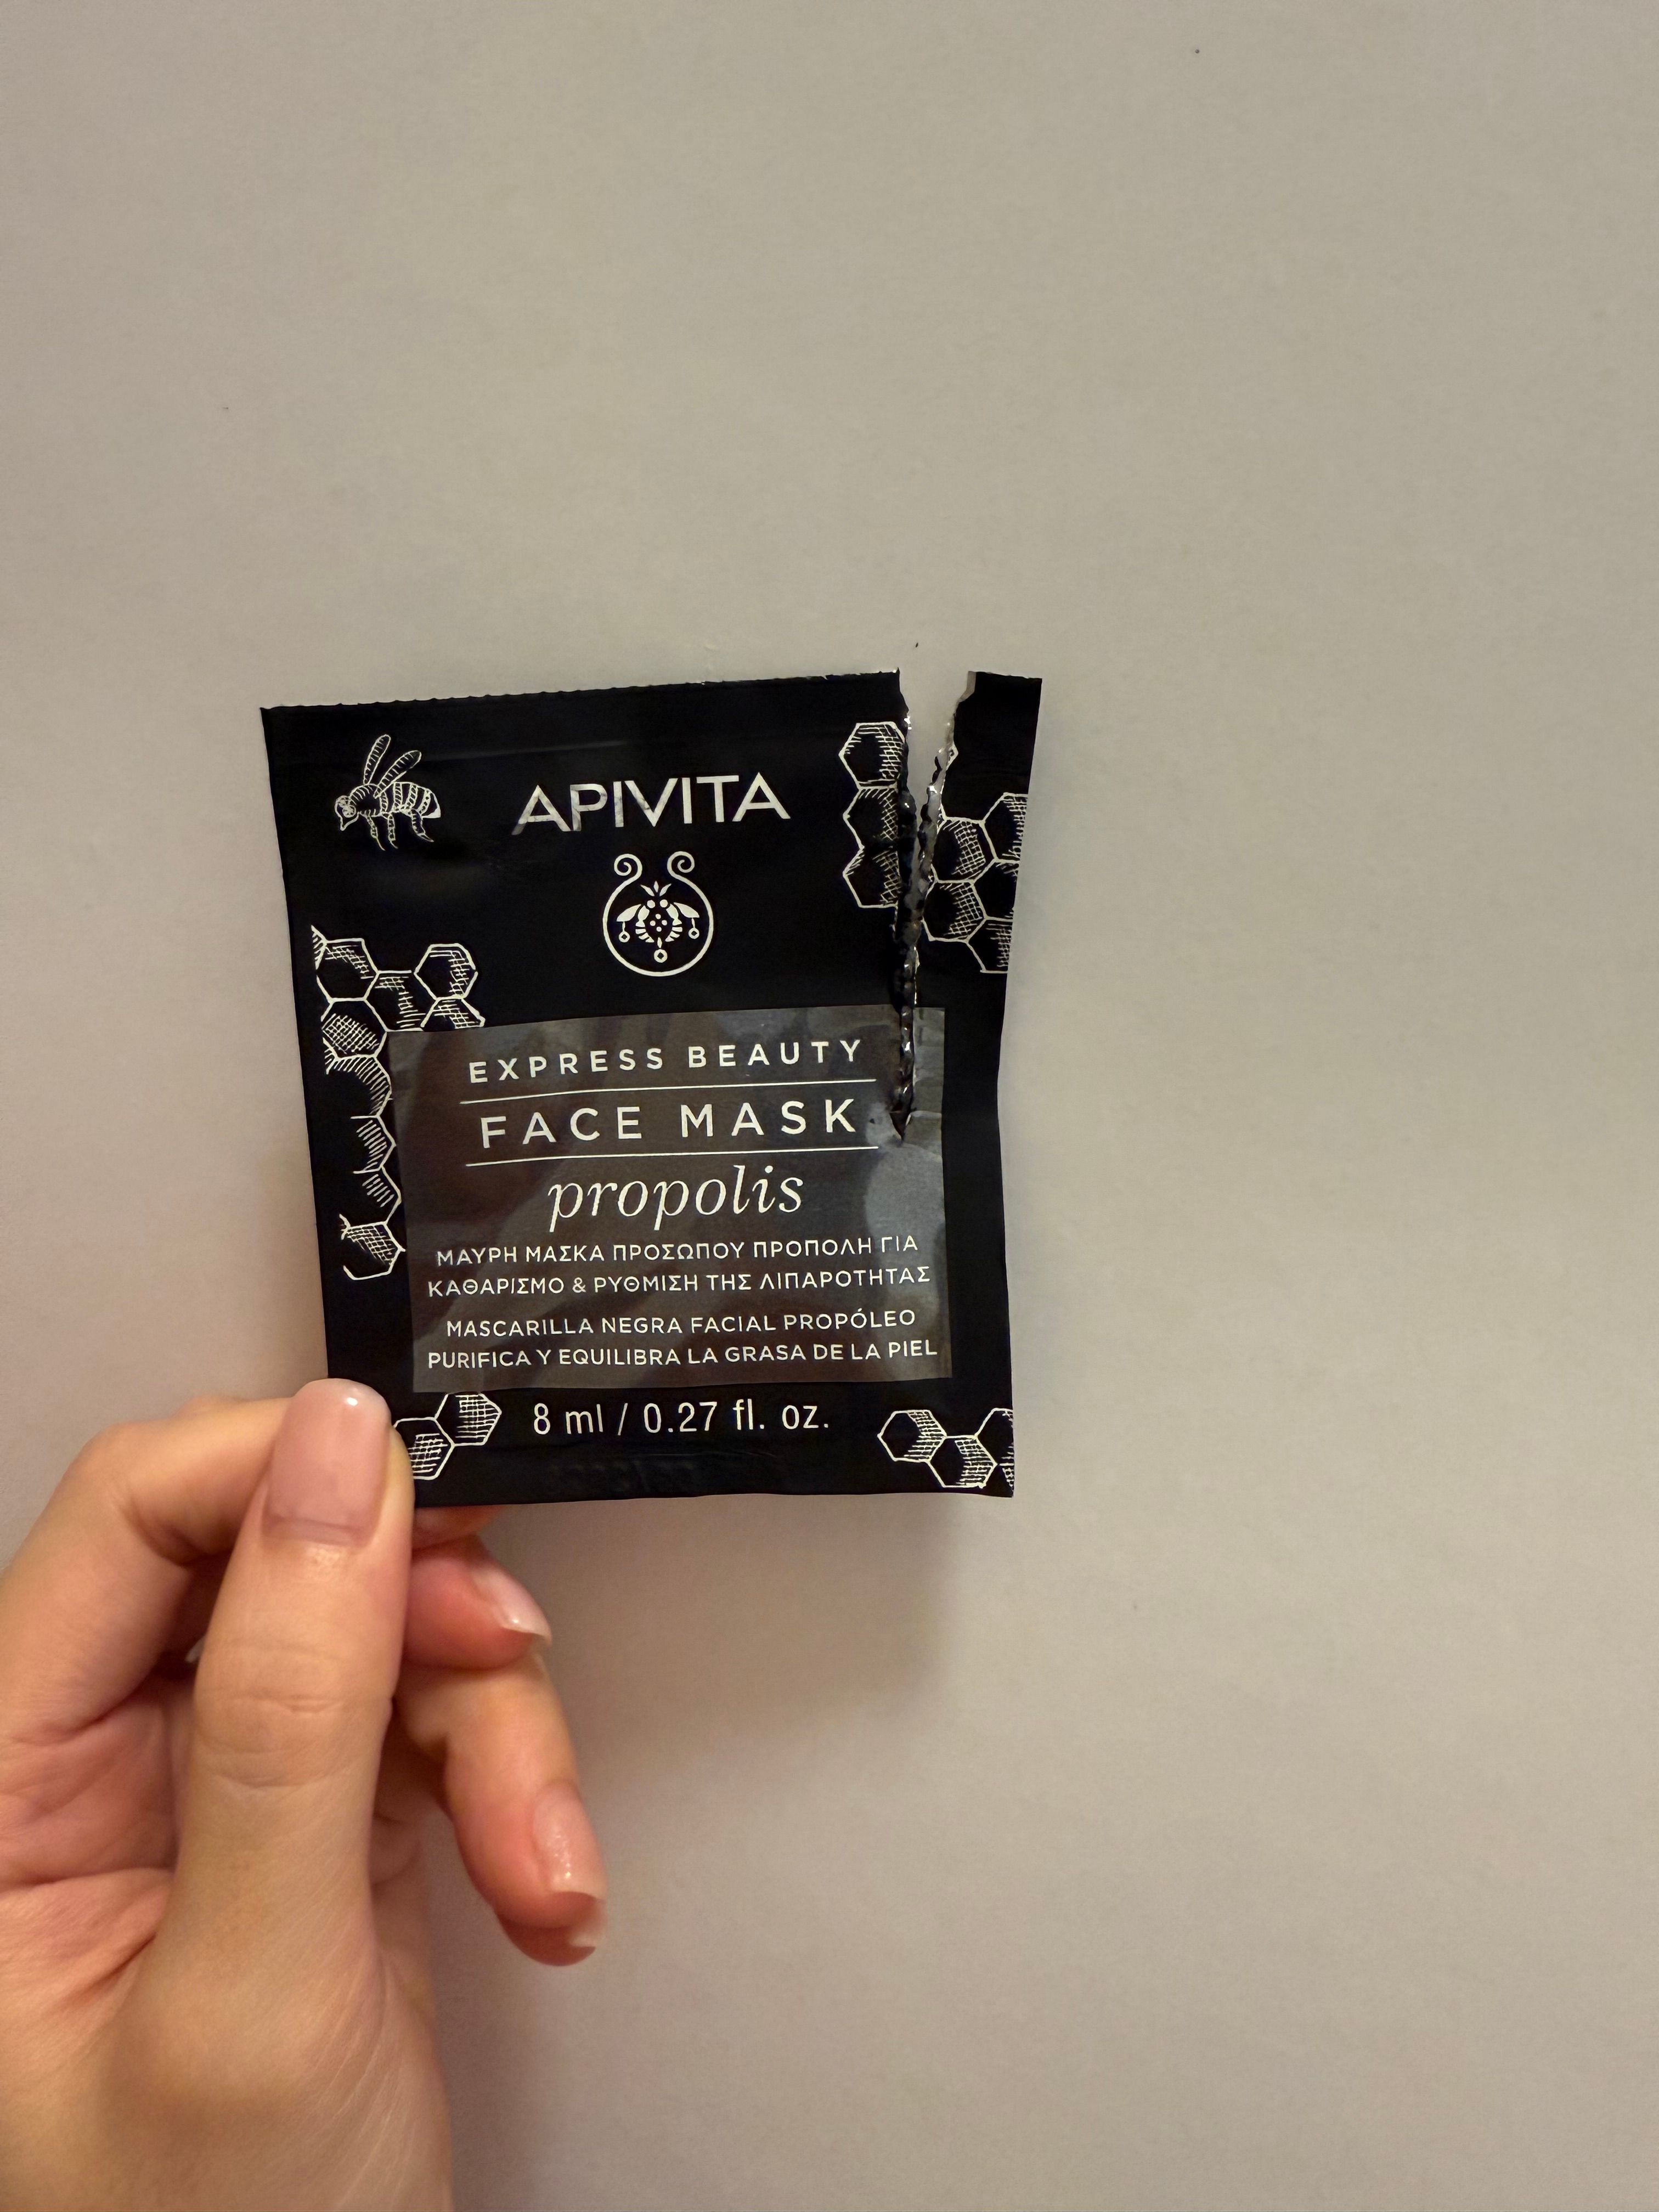 APIVITA
EXPRESS BEAUTY
FACE MASK
propolis
ΜΑΥΡΗ ΜΑΣΚΑ ΠΡΟΣΩΠΟΥ ΠΡΟΠΟΛΗ ΓΙΑ
ΚΑΘΑΡΙΣΜΟ & ΡΥΘΜΙΣΗ ΤΗΣ ΛΙΠΑΡΟΤΗΤΑΣ
MASCARILLA NEGRA FACIAL PROPÓLEO
PURIFICA Y EQUILIBRA LA GRASA DE LA PIEL
8 ml / 0.27 fl. oz.